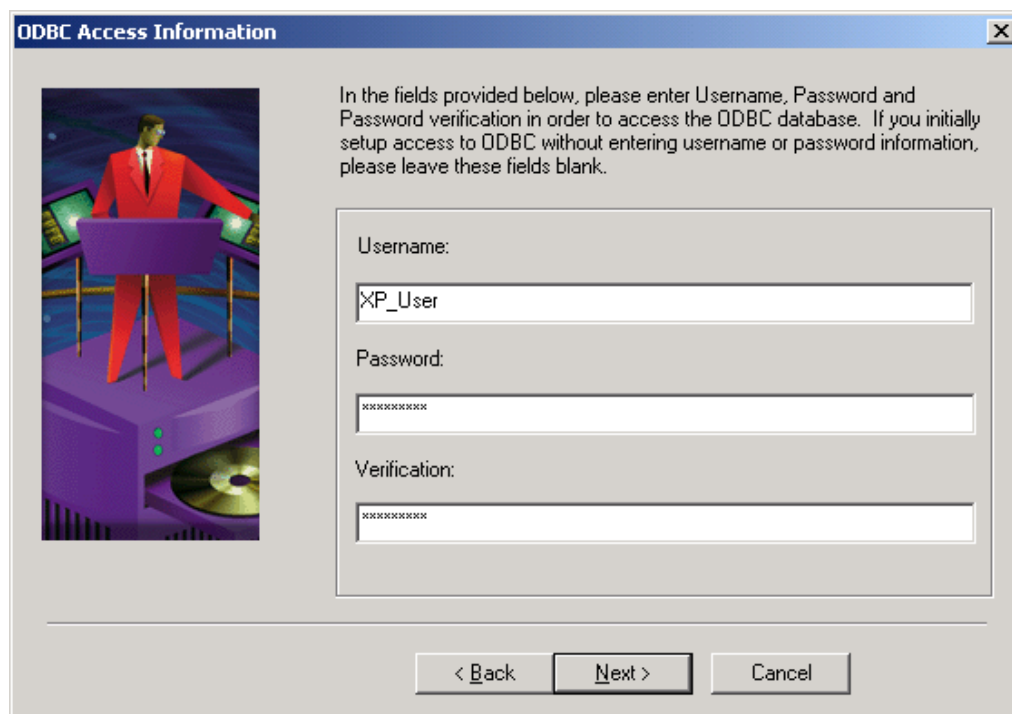 ODBC Access Information
In the fields provided below, please enter Username, Password and
Password verification in order to access the ODBC database.  If you initially
setup access to ODBC without entering username or password information,
please leave these fields blank.
Username:
XP_User
Password:
*********
Verification:
*********
< Back
Next >
Cancel